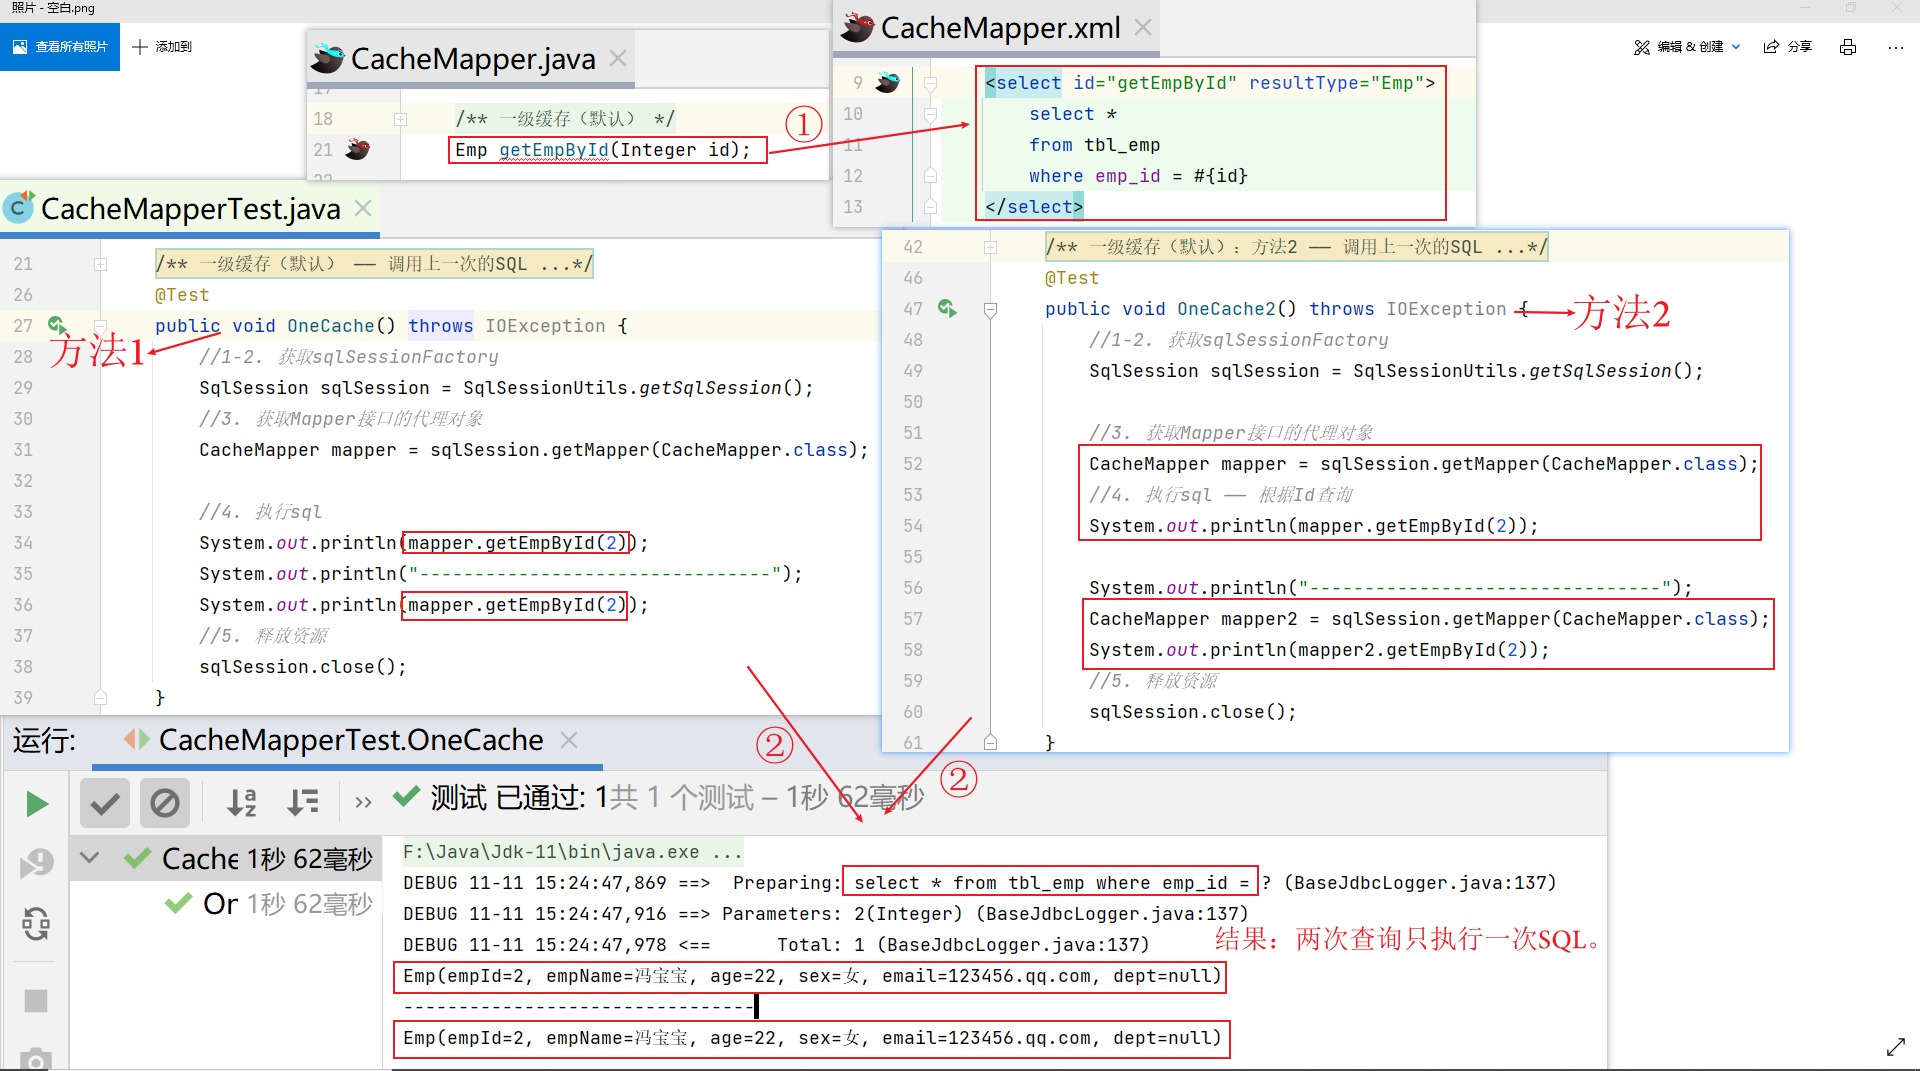 照片 - 空白.png
查看所有照片
添加到
编辑 & 创建
分享
CacheMapper.java
17
18 /** 一级缓存（默认） */
21 Emp getEmpById(Integer id);
22
①
CacheMapper.xml
9 <select id="getEmpById" resultType="Emp">
10 select *
11 from tbl_emp
12 where emp_id = #{id}
13 </select>
CacheMapperTest.java
21 /** 一级缓存（默认） —— 调用上一次的SQL ...*/
26 @Test
27 public void OneCache() throws IOException {
方法1
28 //1-2. 获取sqlSessionFactory
29 SqlSession sqlSession = SqlSessionUtils.getSqlSession();
30 //3. 获取Mapper接口的代理对象
31 CacheMapper mapper = sqlSession.getMapper(CacheMapper.class);
32
33 //4. 执行sql
34 System.out.println(mapper.getEmpById(2));
35 System.out.println("--------------------------------");
36 System.out.println(mapper.getEmpById(2));
37 //5. 释放资源
38 sqlSession.close();
39 }
42 /** 一级缓存（默认）：方法2 —— 调用上一次的SQL ...*/
46 @Test
47 public void OneCache2() throws IOException {
方法2
48 //1-2. 获取sqlSessionFactory
49 SqlSession sqlSession = SqlSessionUtils.getSqlSession();
50
51 //3. 获取Mapper接口的代理对象
52 CacheMapper mapper = sqlSession.getMapper(CacheMapper.class);
53 //4. 执行sql —— 根据Id查询
54 System.out.println(mapper.getEmpById(2));
55
56 System.out.println("--------------------------------");
57 CacheMapper mapper2 = sqlSession.getMapper(CacheMapper.class);
58 System.out.println(mapper2.getEmpById(2));
59 //5. 释放资源
60 sqlSession.close();
61 }
②
②
运行: CacheMapperTest.OneCache
测试 已通过: 1共 1 个测试 – 1秒 62毫秒
Cache 1秒 62毫秒
Or 1秒 62毫秒
F:\Java\Jdk-11\bin\java.exe ...
DEBUG 11-11 15:24:47,869 ==>  Preparing: select * from tbl_emp where emp_id = ? (BaseJdbcLogger.java:137)
DEBUG 11-11 15:24:47,916 ==> Parameters: 2(Integer) (BaseJdbcLogger.java:137)
DEBUG 11-11 15:24:47,978 <==      Total: 1 (BaseJdbcLogger.java:137)
结果：两次查询只执行一次SQL。
Emp(empId=2, empName=冯宝宝, age=22, sex=女, email=123456.qq.com, dept=null)
--------------------------------
Emp(empId=2, empName=冯宝宝, age=22, sex=女, email=123456.qq.com, dept=null)